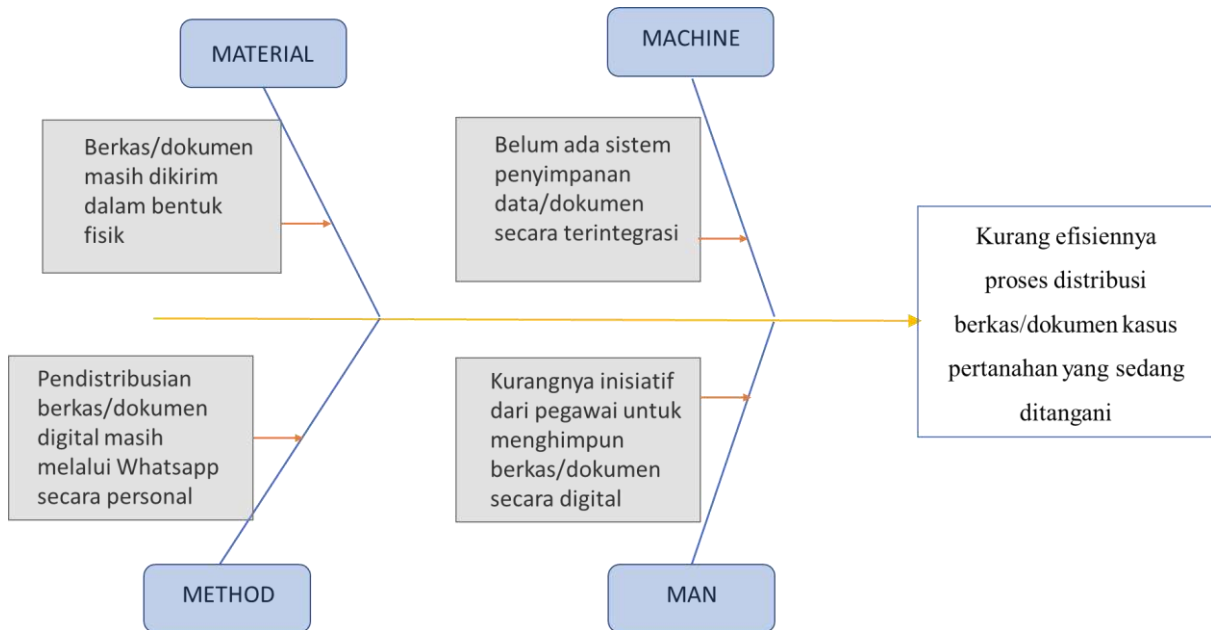 MATERIAL
Berkas/dokumen
masih dikirim
dalam bentuk
fisik
MACHINE
Belum ada sistem
penyimpanan
data/dokumen
secara terintegrasi
Pendistribusian
berkas/dokumen
digital masih
melalui Whatsapp
secara personal
METHOD
Kurangnya inisiatif
dari pegawai untuk
menghimpun
berkas/dokumen
secara digital
MAN
Kurang efisiennya
proses distribusi
berkas/dokumen kasus
pertanahan yang sedang
ditangani